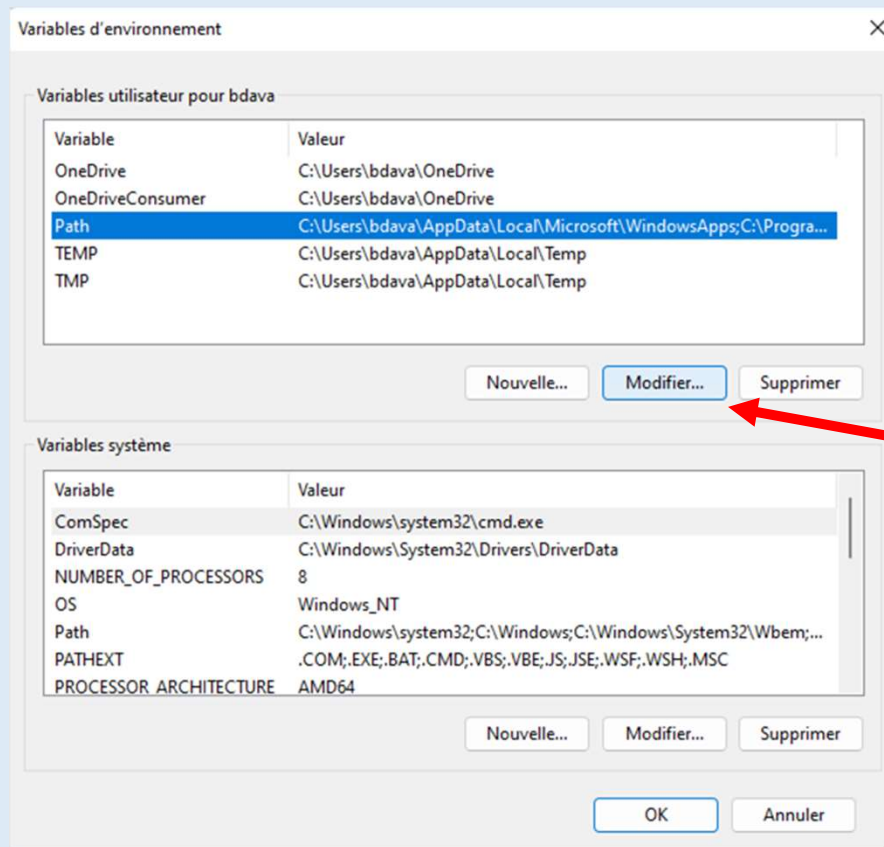 Variables d'environnement
Variables utilisateur pour bdava
Variable Valeur
OneDrive C:\Users\bdava\OneDrive
OneDriveConsumer C:\Users\bdava\OneDrive
Path C:\Users\bdava\AppData\Local\Microsoft\WindowsApps;C:\Progra...
TEMP C:\Users\bdava\AppData\Local\Temp
TMP C:\Users\bdava\AppData\Local\Temp
Nouvelle... Modifier... Supprimer
Variables système
Variable Valeur
ComSpec C:\Windows\system32\cmd.exe
DriverData C:\Windows\System32\Drivers\DriverData
NUMBER_OF_PROCESSORS 8
OS Windows_NT
Path C:\Windows\system32;C:\Windows;C:\Windows\System32\Wbem;...
PATHEXT .COM;.EXE;.BAT;.CMD;.VBS;.VBE;.JS;.JSE;.WSF;.WSH;.MSC
PROCESSOR_ARCHITECTURE AMD64
Nouvelle... Modifier... Supprimer
OK Annuler